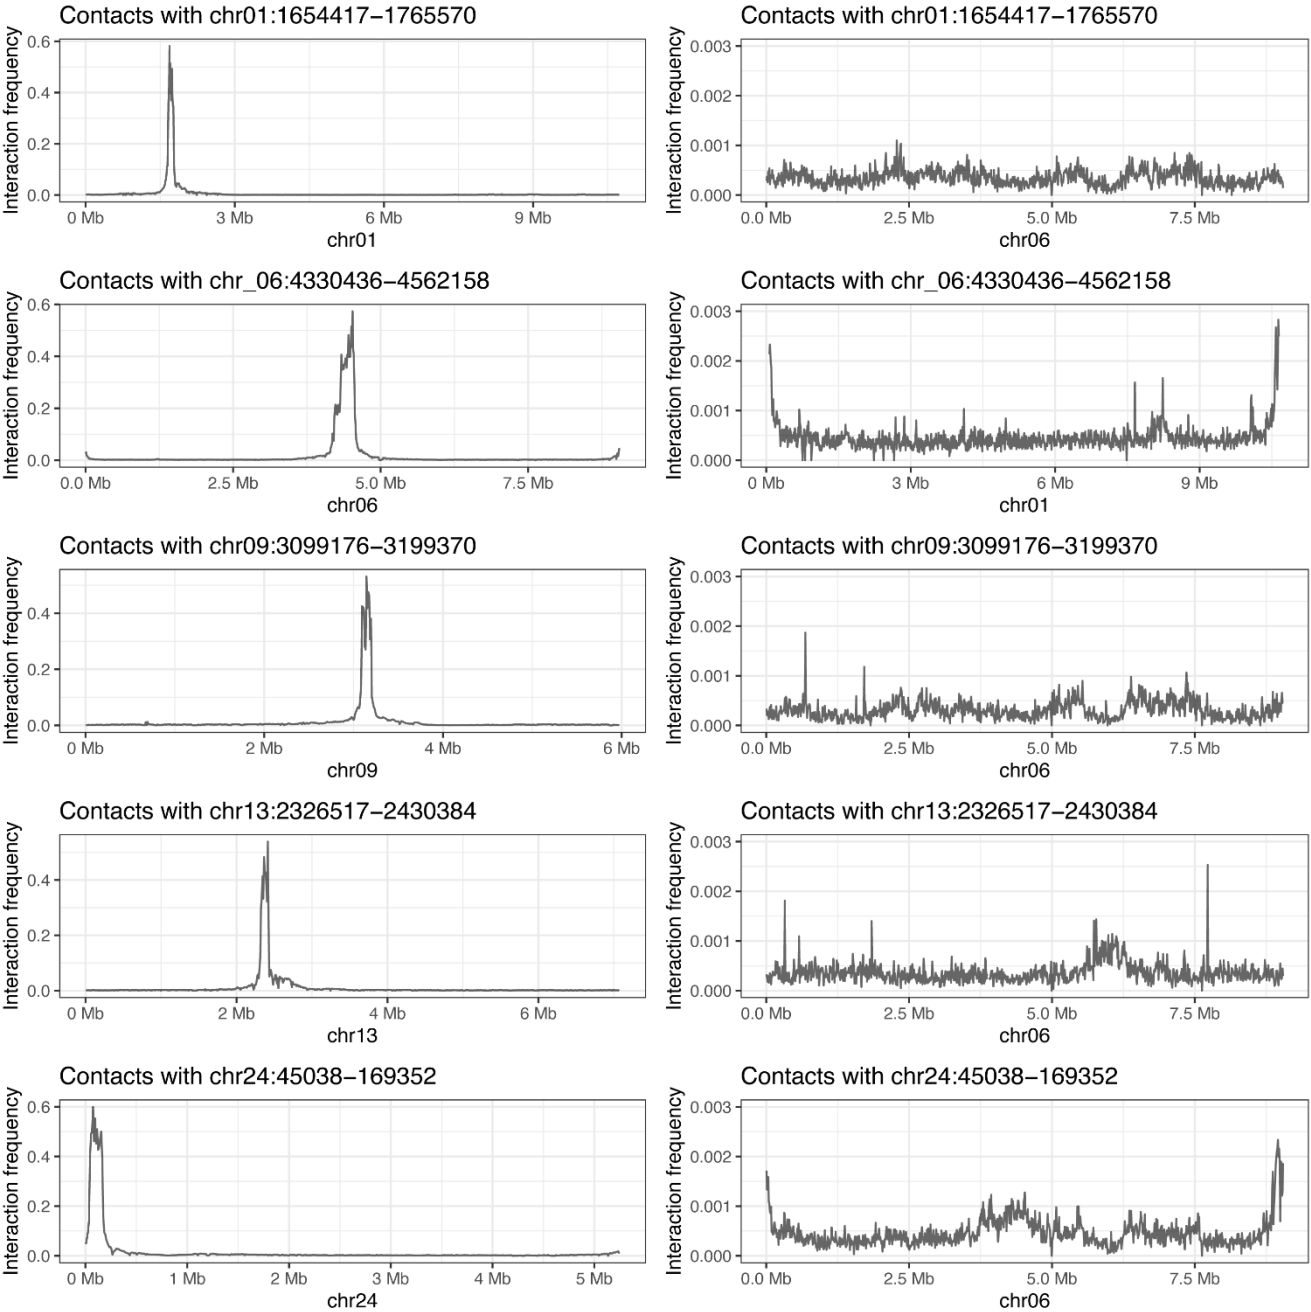 Contacts with chr01:1654417−1765570
Interaction frequency
0.6
0.4
0.2
0.0
0 Mb 3 Mb 6 Mb 9 Mb
chr01
Contacts with chr01:1654417−1765570
Interaction frequency
0.003
0.002
0.001
0.000
0.0 Mb 2.5 Mb 5.0 Mb 7.5 Mb
chr06
Contacts with chr_06:4330436−4562158
Interaction frequency
0.6
0.4
0.2
0.0
0.0 Mb 2.5 Mb 5.0 Mb 7.5 Mb
chr06
Contacts with chr_06:4330436−4562158
Interaction frequency
0.003
0.002
0.001
0.000
0 Mb 3 Mb 6 Mb 9 Mb
chr01
Contacts with chr09:3099176−3199370
Interaction frequency
0.4
0.2
0.0
0 Mb 2 Mb 4 Mb 6 Mb
chr09
Contacts with chr09:3099176−3199370
Interaction frequency
0.003
0.002
0.001
0.000
0.0 Mb 2.5 Mb 5.0 Mb 7.5 Mb
chr06
Contacts with chr13:2326517−2430384
Interaction frequency
0.4
0.2
0.0
0 Mb 2 Mb 4 Mb 6 Mb
chr13
Contacts with chr13:2326517−2430384
Interaction frequency
0.003
0.002
0.001
0.000
0.0 Mb 2.5 Mb 5.0 Mb 7.5 Mb
chr06
Contacts with chr24:45038−169352
Interaction frequency
0.6
0.4
0.2
0.0
0 Mb 1 Mb 2 Mb 3 Mb 4 Mb 5 Mb
chr24
Contacts with chr24:45038−169352
Interaction frequency
0.003
0.002
0.001
0.000
0.0 Mb 2.5 Mb 5.0 Mb 7.5 Mb
chr06